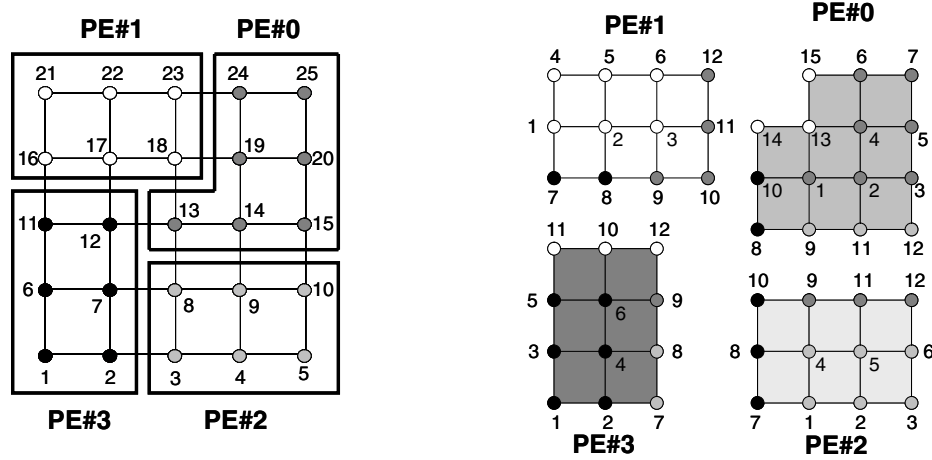 PE#1 PE#0
21 22 23 24 25
16 17 18 19 20
11 12 13 14 15
6 7 8 9 10
1 2 3 4 5
PE#3 PE#2
PE#1
4 5 6 12
1 2 3 11
7 8 9 10
PE#0
15 6 7
14 13 4 5
10 1 2 3
8 9 11 12
11 10 12
5 6 9
3 4 8
1 2 7
PE#3
10 9 11 12
8 4 5 6
7 1 2 3
PE#2